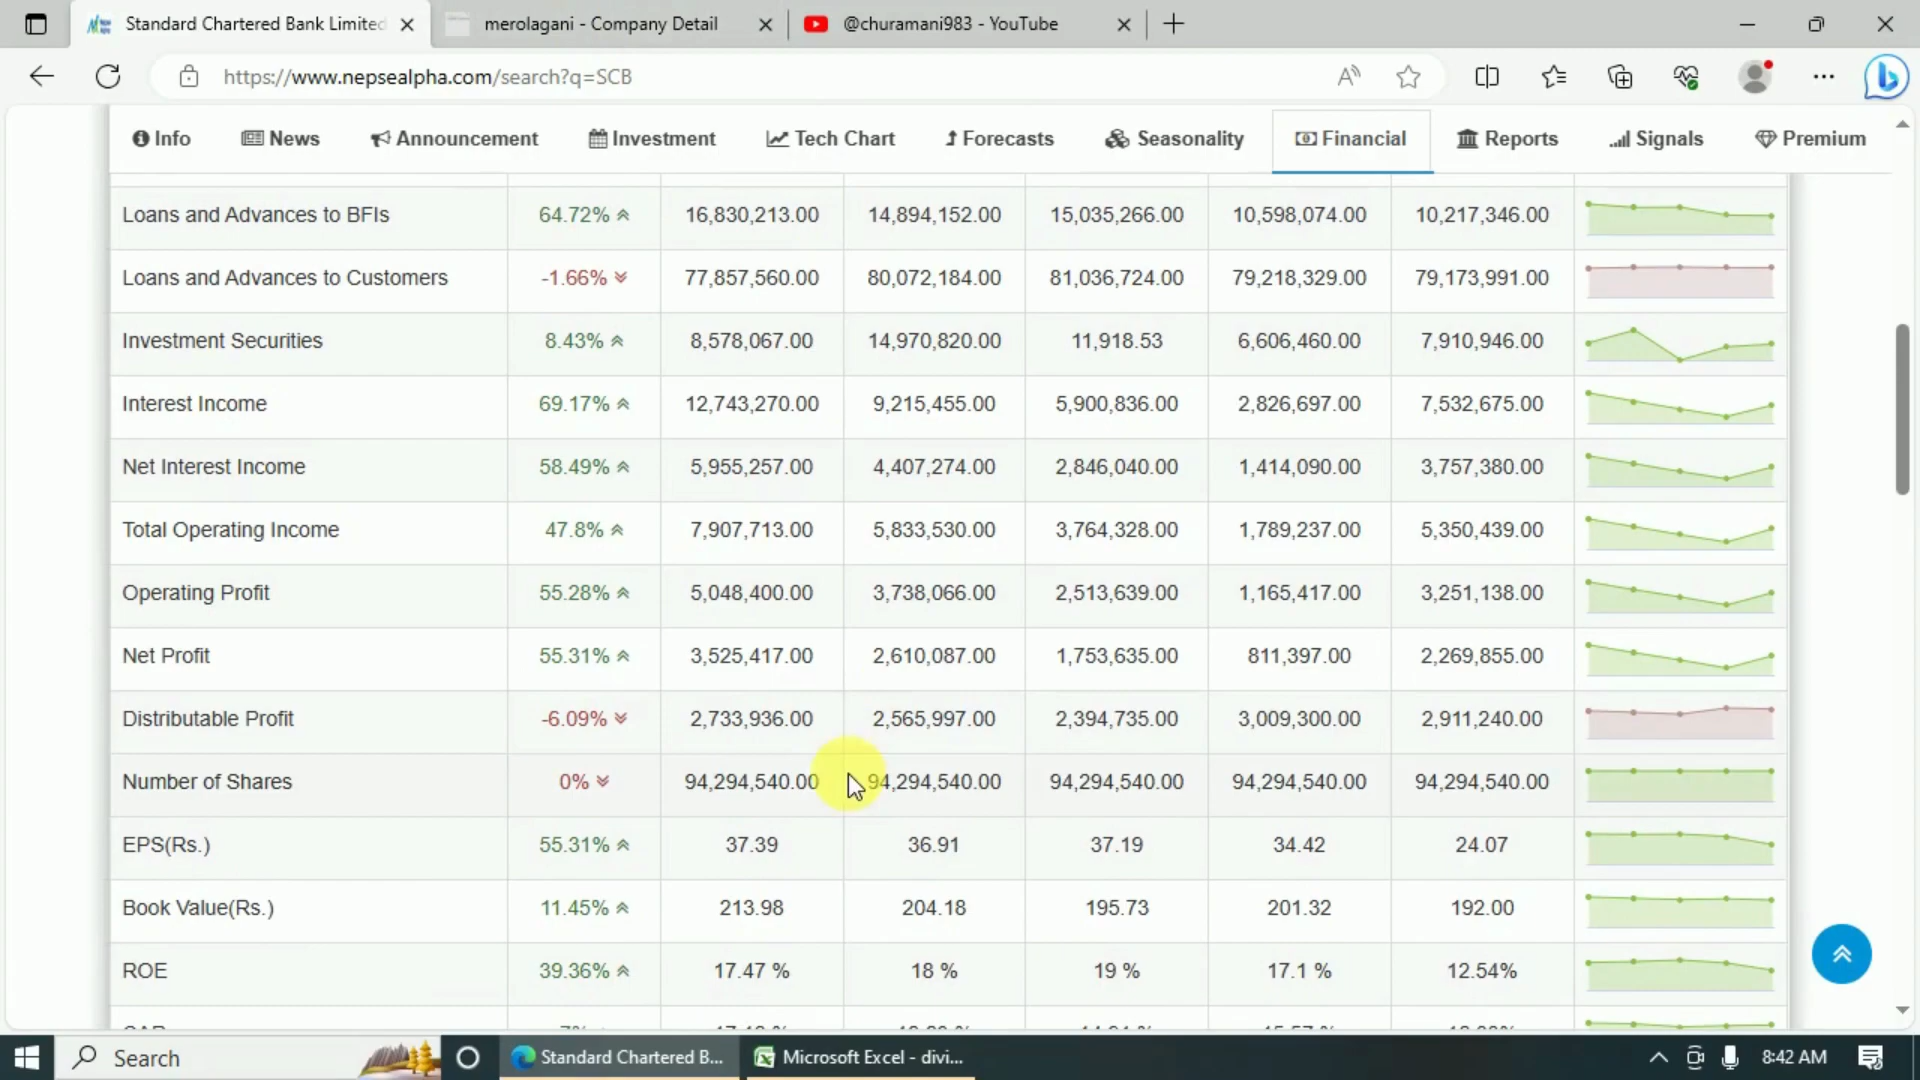 Standard Chartered Bank Limited
merolagani - Company Detail
@churamani983 - YouTube
https://www.nepsealpha.com/search?q=SCB
Info News Announcement Investment Tech Chart Forecasts Seasonality Financial Reports Signals Premium
Loans and Advances to BFIs 64.72% 16,830,213.00 14,894,152.00 15,035,266.00 10,598,074.00 10,217,346.00
Loans and Advances to Customers -1.66% 77,857,560.00 80,072,184.00 81,036,724.00 79,218,329.00 79,173,991.00
Investment Securities 8.43% 8,578,067.00 14,970,820.00 11,918.53 6,606,460.00 7,910,946.00
Interest Income 69.17% 12,743,270.00 9,215,455.00 5,900,836.00 2,826,697.00 7,532,675.00
Net Interest Income 58.49% 5,955,257.00 4,407,274.00 2,846,040.00 1,414,090.00 3,757,380.00
Total Operating Income 47.8% 7,907,713.00 5,833,530.00 3,764,328.00 1,789,237.00 5,350,439.00
Operating Profit 55.28% 5,048,400.00 3,738,066.00 2,513,639.00 1,165,417.00 3,251,138.00
Net Profit 55.31% 3,525,417.00 2,610,087.00 1,753,635.00 811,397.00 2,269,855.00
Distributable Profit -6.09% 2,733,936.00 2,565,997.00 2,394,735.00 3,009,300.00 2,911,240.00
Number of Shares 0% 94,294,540.00 94,294,540.00 94,294,540.00 94,294,540.00 94,294,540.00
EPS(Rs.) 55.31% 37.39 36.91 37.19 34.42 24.07
Book Value(Rs.) 11.45% 213.98 204.18 195.73 201.32 192.00
ROE 39.36% 17.47 % 18 % 19 % 17.1 % 12.54%
Search
Standard Chartered B...
Microsoft Excel - divi...
8:42 AM